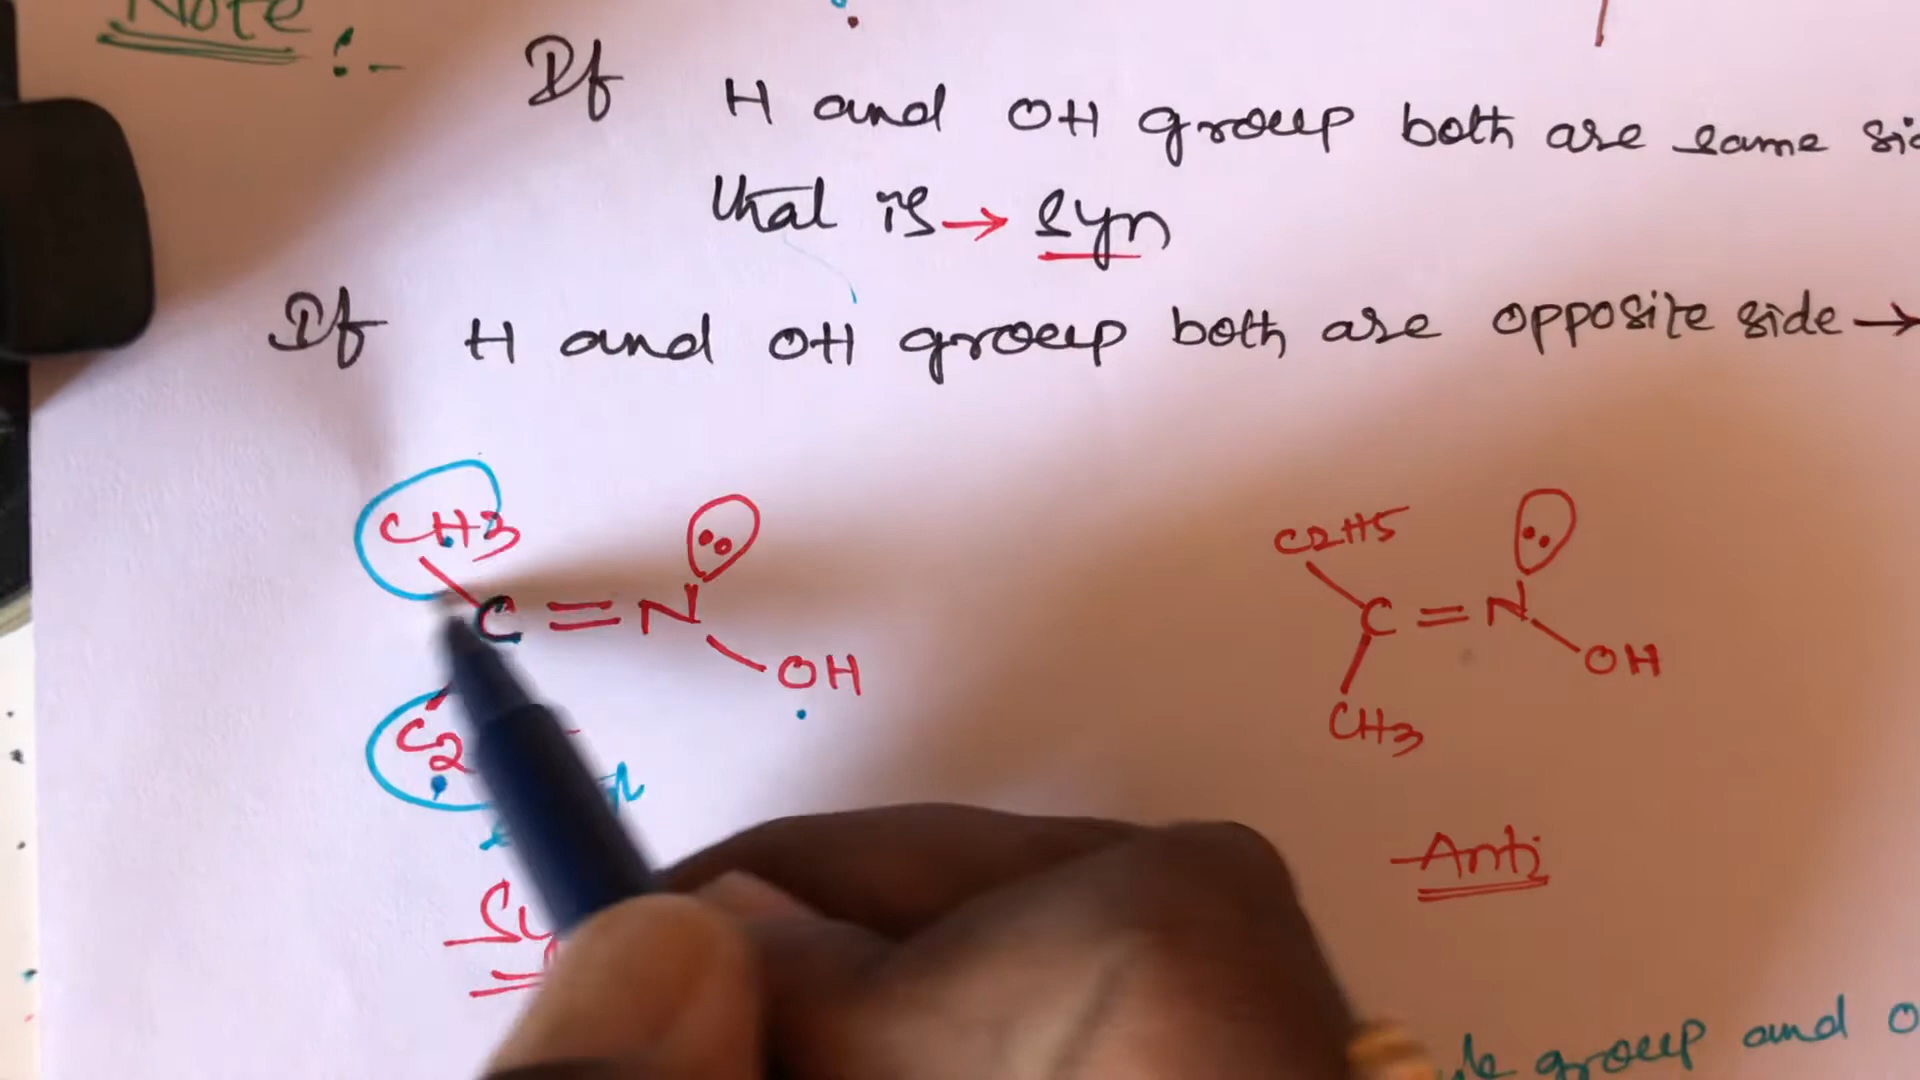 Note :-
If H and OH group both are same
that is → syn
If H and OH group both are opposite side →
CH3
C = N
OH
C2
C2H5
C = N
OH
CH3
Anti
group and